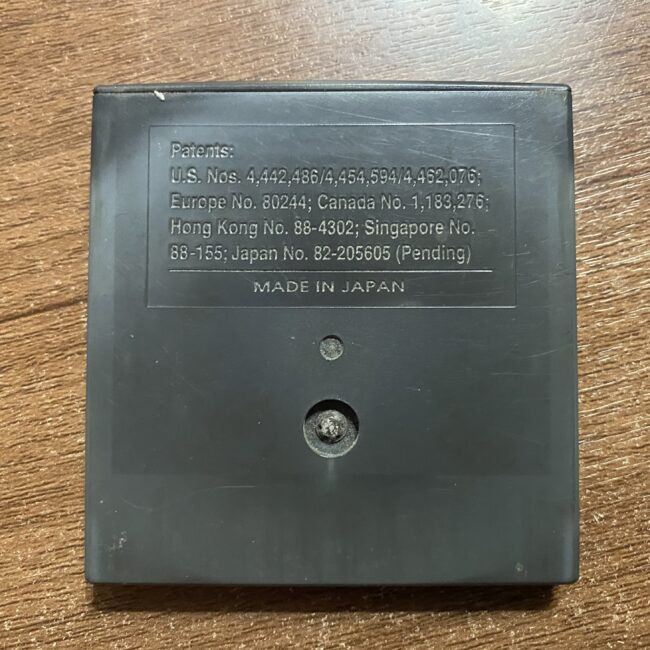 Patents:
U.S. Nos. 4,442,486/4,454,594/4,462,076;
Europe No. 80244; Canada No. 1,183,276;
Hong Kong No. 88-4302; Singapore No.
88-155; Japan No. 82-205605 (Pending)
MADE IN JAPAN